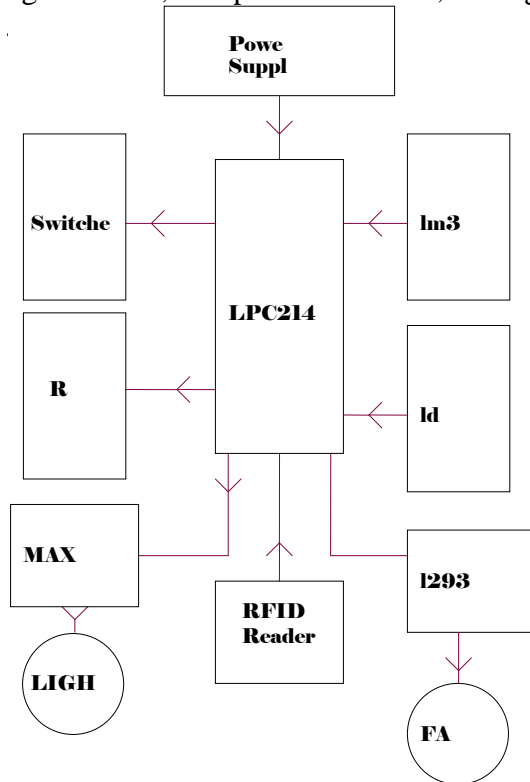 Powe
Suppl
Switche
lm3
LPC214
R
ld
MAX
l293
RFID
Reader
LIGH
FA